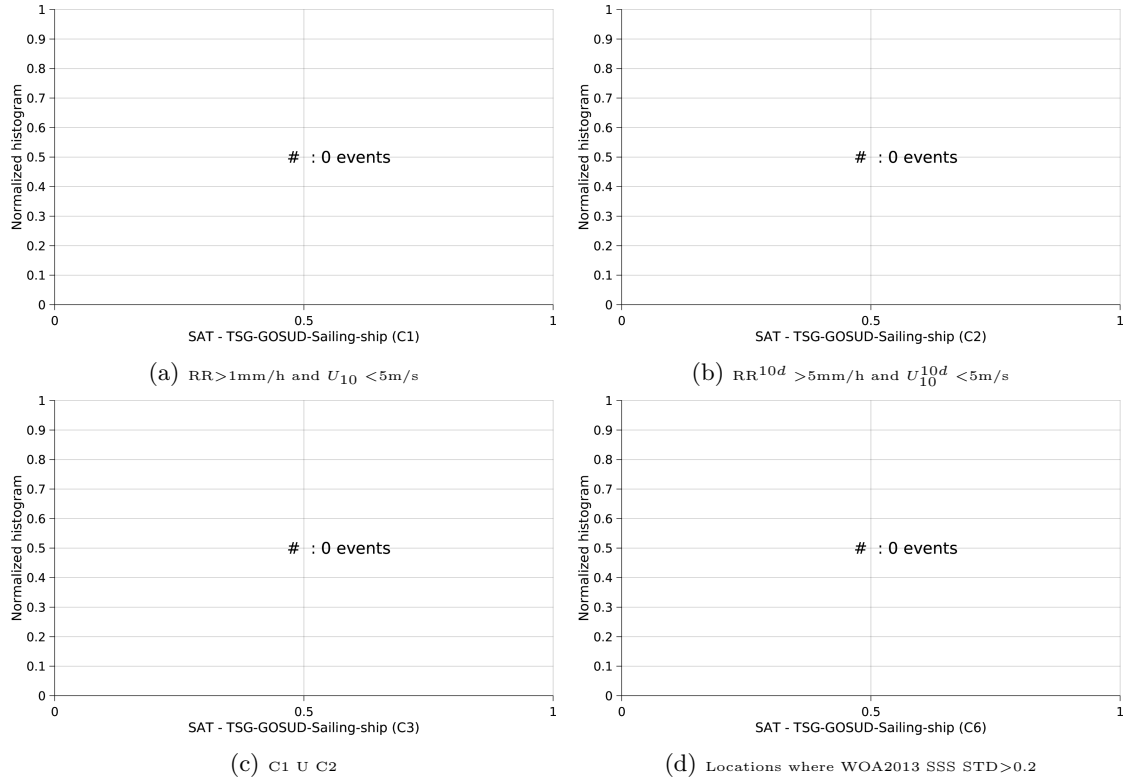 1
0.9
0.8
0.7
0.6
0.5
0.4
0.3
0.2
0.1
0
Normalized histogram
# : 0 events
0 0.5 1
SAT - TSG-GOSUD-Sailing-ship (C1)
(a) RR>1mm/h and U10 <5m/s
1
0.9
0.8
0.7
0.6
0.5
0.4
0.3
0.2
0.1
0
Normalized histogram
# : 0 events
0 0.5 1
SAT - TSG-GOSUD-Sailing-ship (C2)
(b) RR^10d >5mm/h and U10^10d <5m/s
1
0.9
0.8
0.7
0.6
0.5
0.4
0.3
0.2
0.1
0
Normalized histogram
# : 0 events
0 0.5 1
SAT - TSG-GOSUD-Sailing-ship (C3)
(c) C1 U C2
1
0.9
0.8
0.7
0.6
0.5
0.4
0.3
0.2
0.1
0
Normalized histogram
# : 0 events
0 0.5 1
SAT - TSG-GOSUD-Sailing-ship (C6)
(d) Locations where WOA2013 SSS STD>0.2